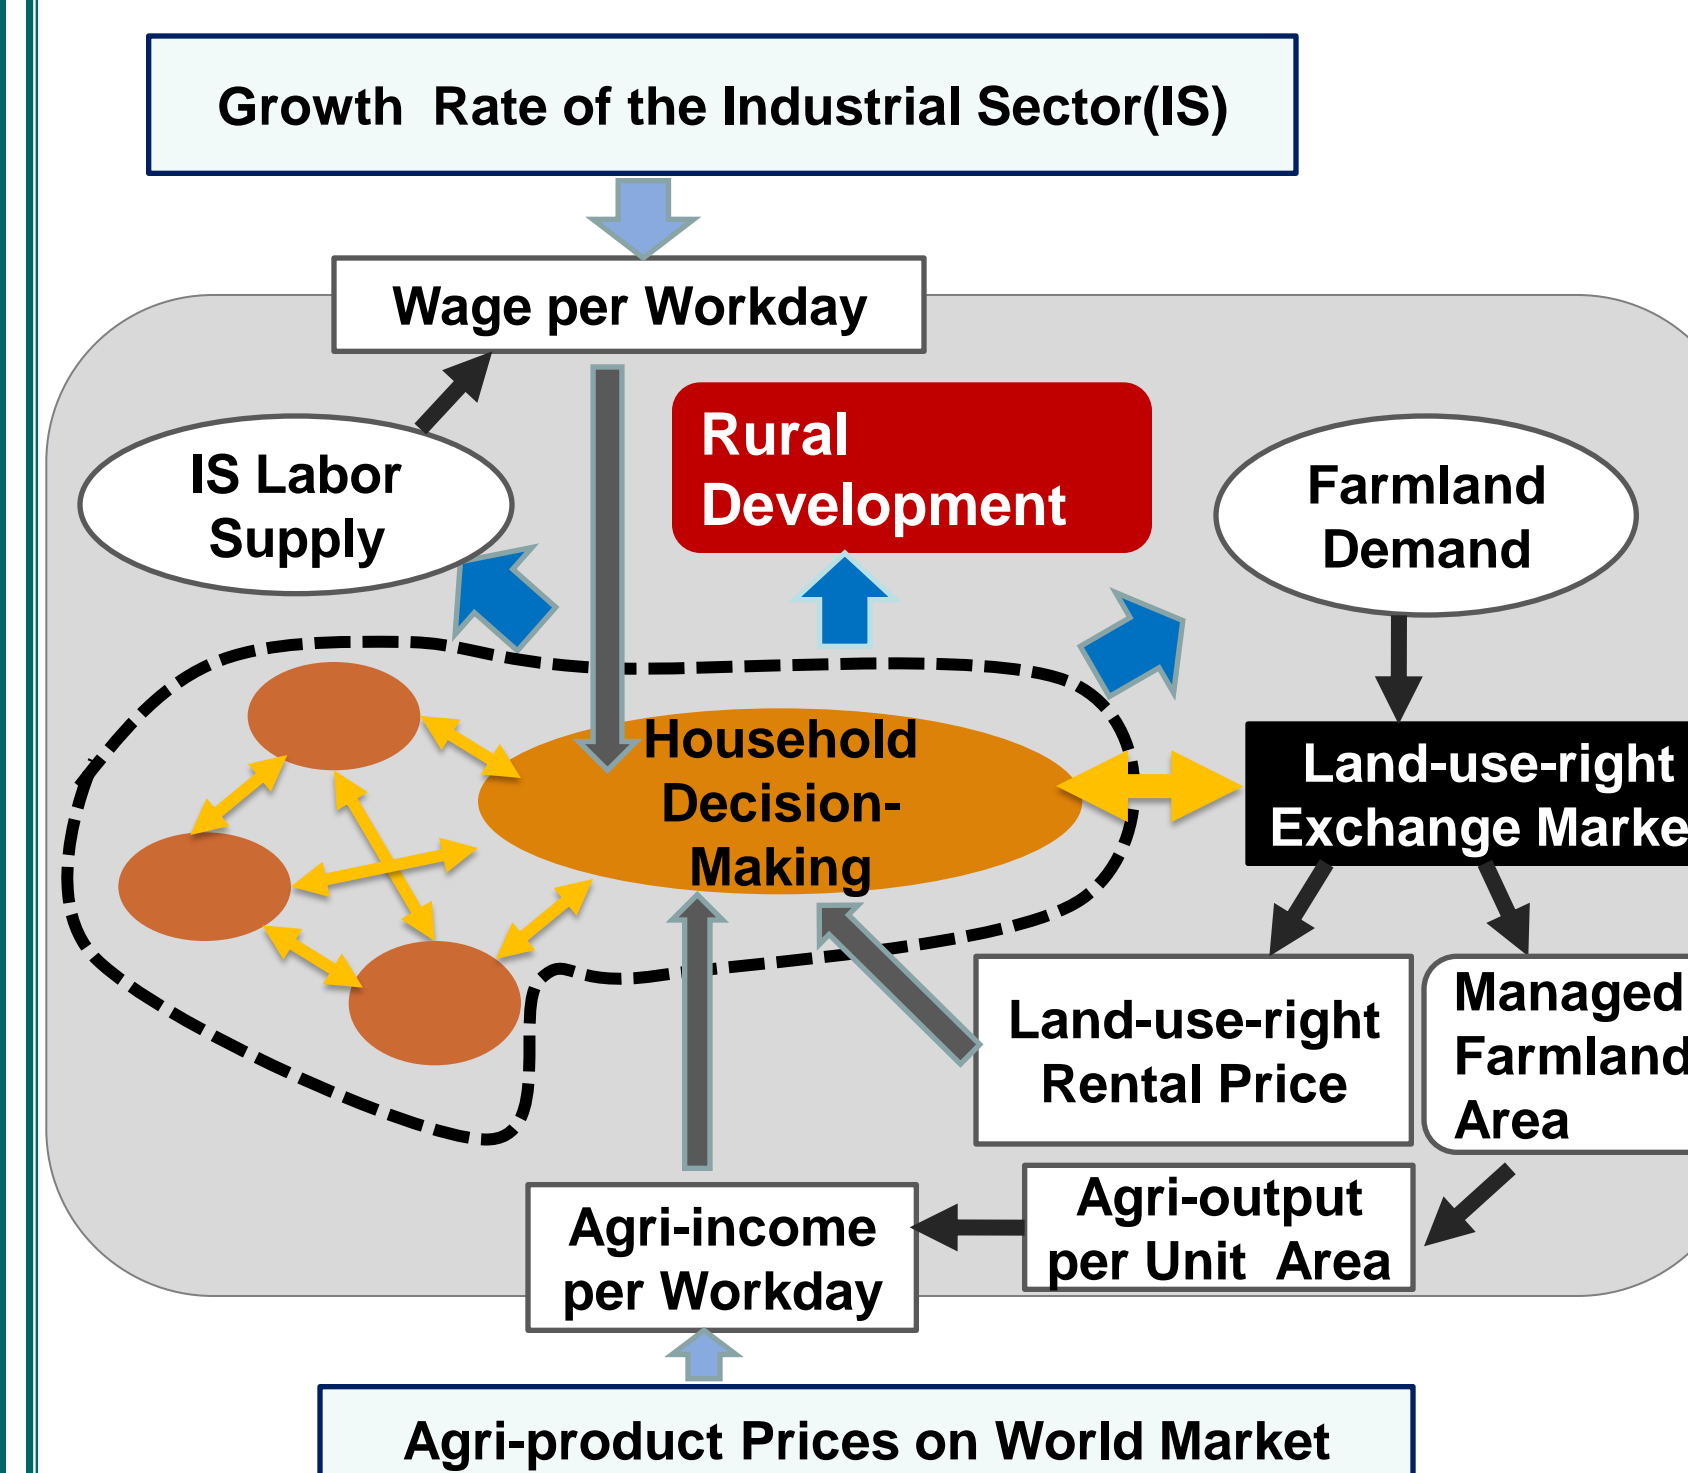 Growth  Rate of the Industrial Sector(IS)
Wage per Workday
Rural
Development
IS Labor
Supply
Farmland
Demand
Household
Decision-
Making
Land-use-right
Exchange Marke
Land-use-right
Rental Price
Managed
Farmland
Area
Agri-output
per Unit  Area
Agri-income
per Workday
Agri-product Prices on World Market